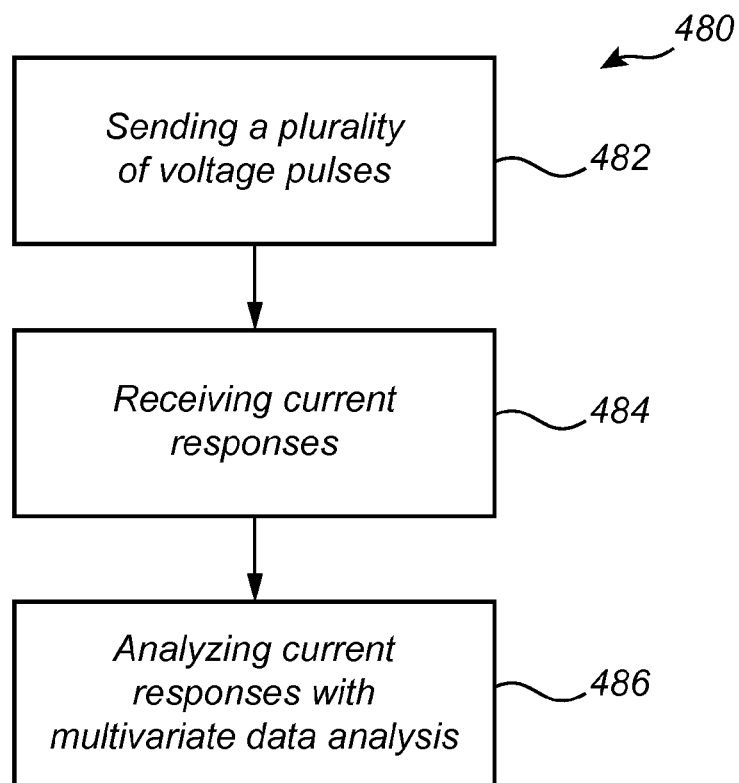 480
Sending a plurality
of voltage pulses
482
Receiving current
responses
484
Analyzing current
responses with
multivariate data analysis
486